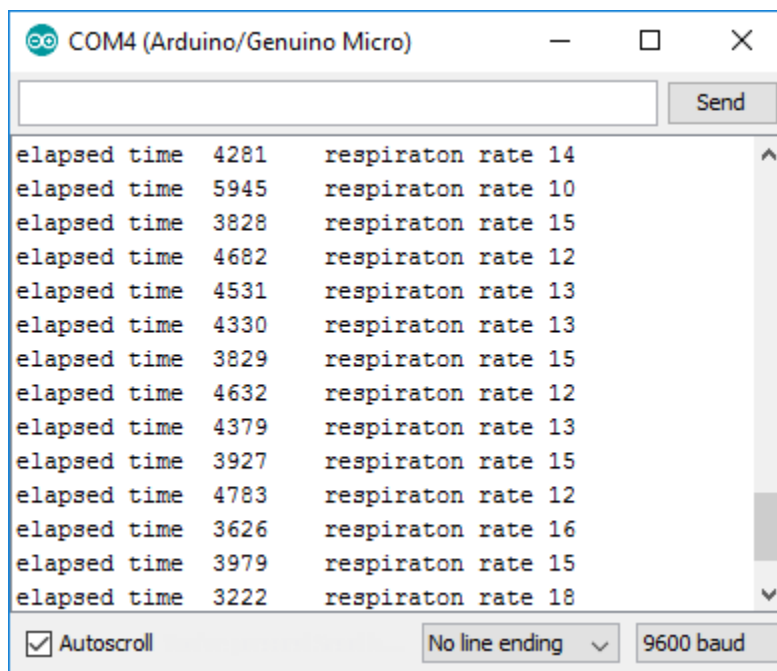 COM4 (Arduino/Genuino Micro)
Send
elapsed time 4281 respiraton rate 14
elapsed time 5945 respiraton rate 10
elapsed time 3828 respiraton rate 15
elapsed time 4682 respiraton rate 12
elapsed time 4531 respiraton rate 13
elapsed time 4330 respiraton rate 13
elapsed time 3829 respiraton rate 15
elapsed time 4632 respiraton rate 12
elapsed time 4379 respiraton rate 13
elapsed time 3927 respiraton rate 15
elapsed time 4783 respiraton rate 12
elapsed time 3626 respiraton rate 16
elapsed time 3979 respiraton rate 15
elapsed time 3222 respiraton rate 18
Autoscroll No line ending 9600 baud